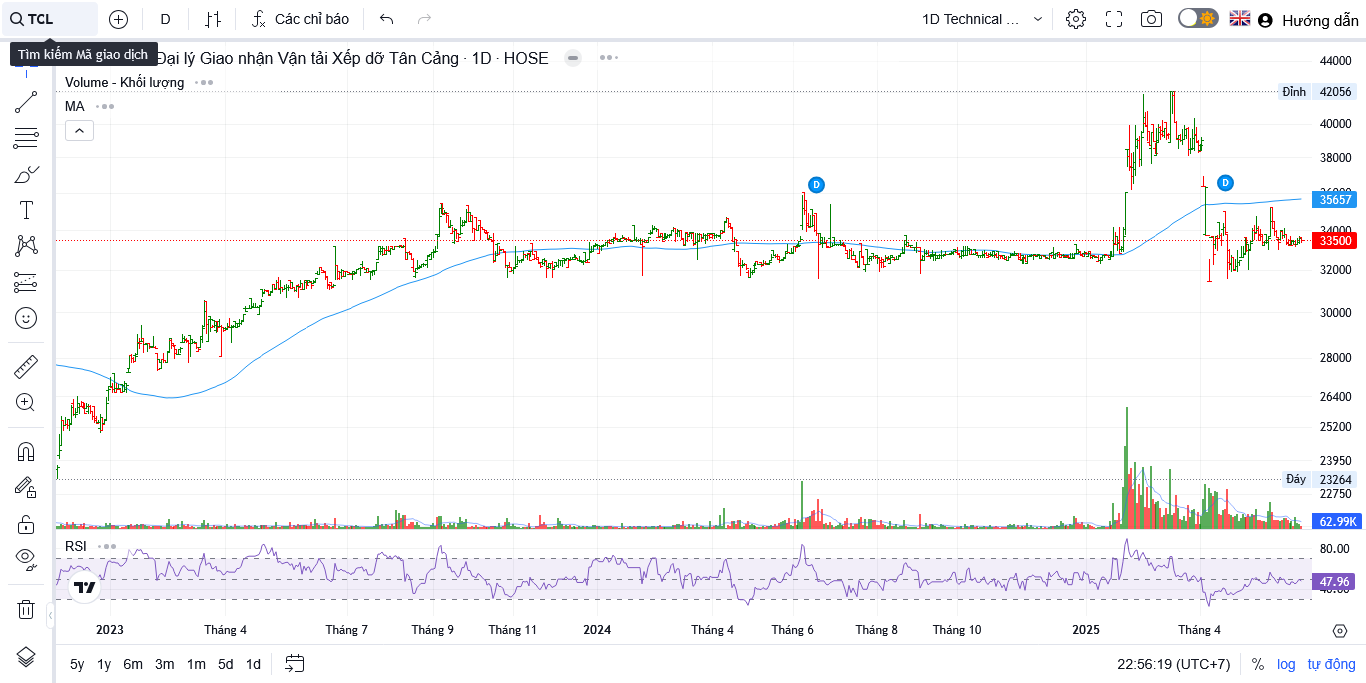 TCL
D
Các chỉ báo
1D Technical ...
Hướng dẫn
Tìm kiếm Mã giao dịch
Đại lý Giao nhận Vận tải Xếp dỡ Tân Cảng · 1D · HOSE
Volume - Khối lượng
MA
44000
Đỉnh 42056
40000
38000
D
D
36000
35657
34000
33500
32000
30000
28000
26400
25200
23950
Đáy 23264
22750
62.99K
RSI
80.00
47.96
40.00
2023 Tháng 4 Tháng 7 Tháng 9 Tháng 11 2024 Tháng 4 Tháng 6 Tháng 8 Tháng 10 2025 Tháng 4
5y 1y 6m 3m 1m 5d 1d
22:56:19 (UTC+7) % log tự động